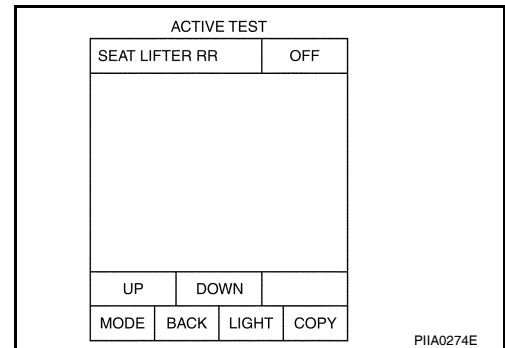 ACTIVE TEST
SEAT LIFTER RR OFF
UP DOWN
MODE BACK LIGHT COPY
PIIA0274E